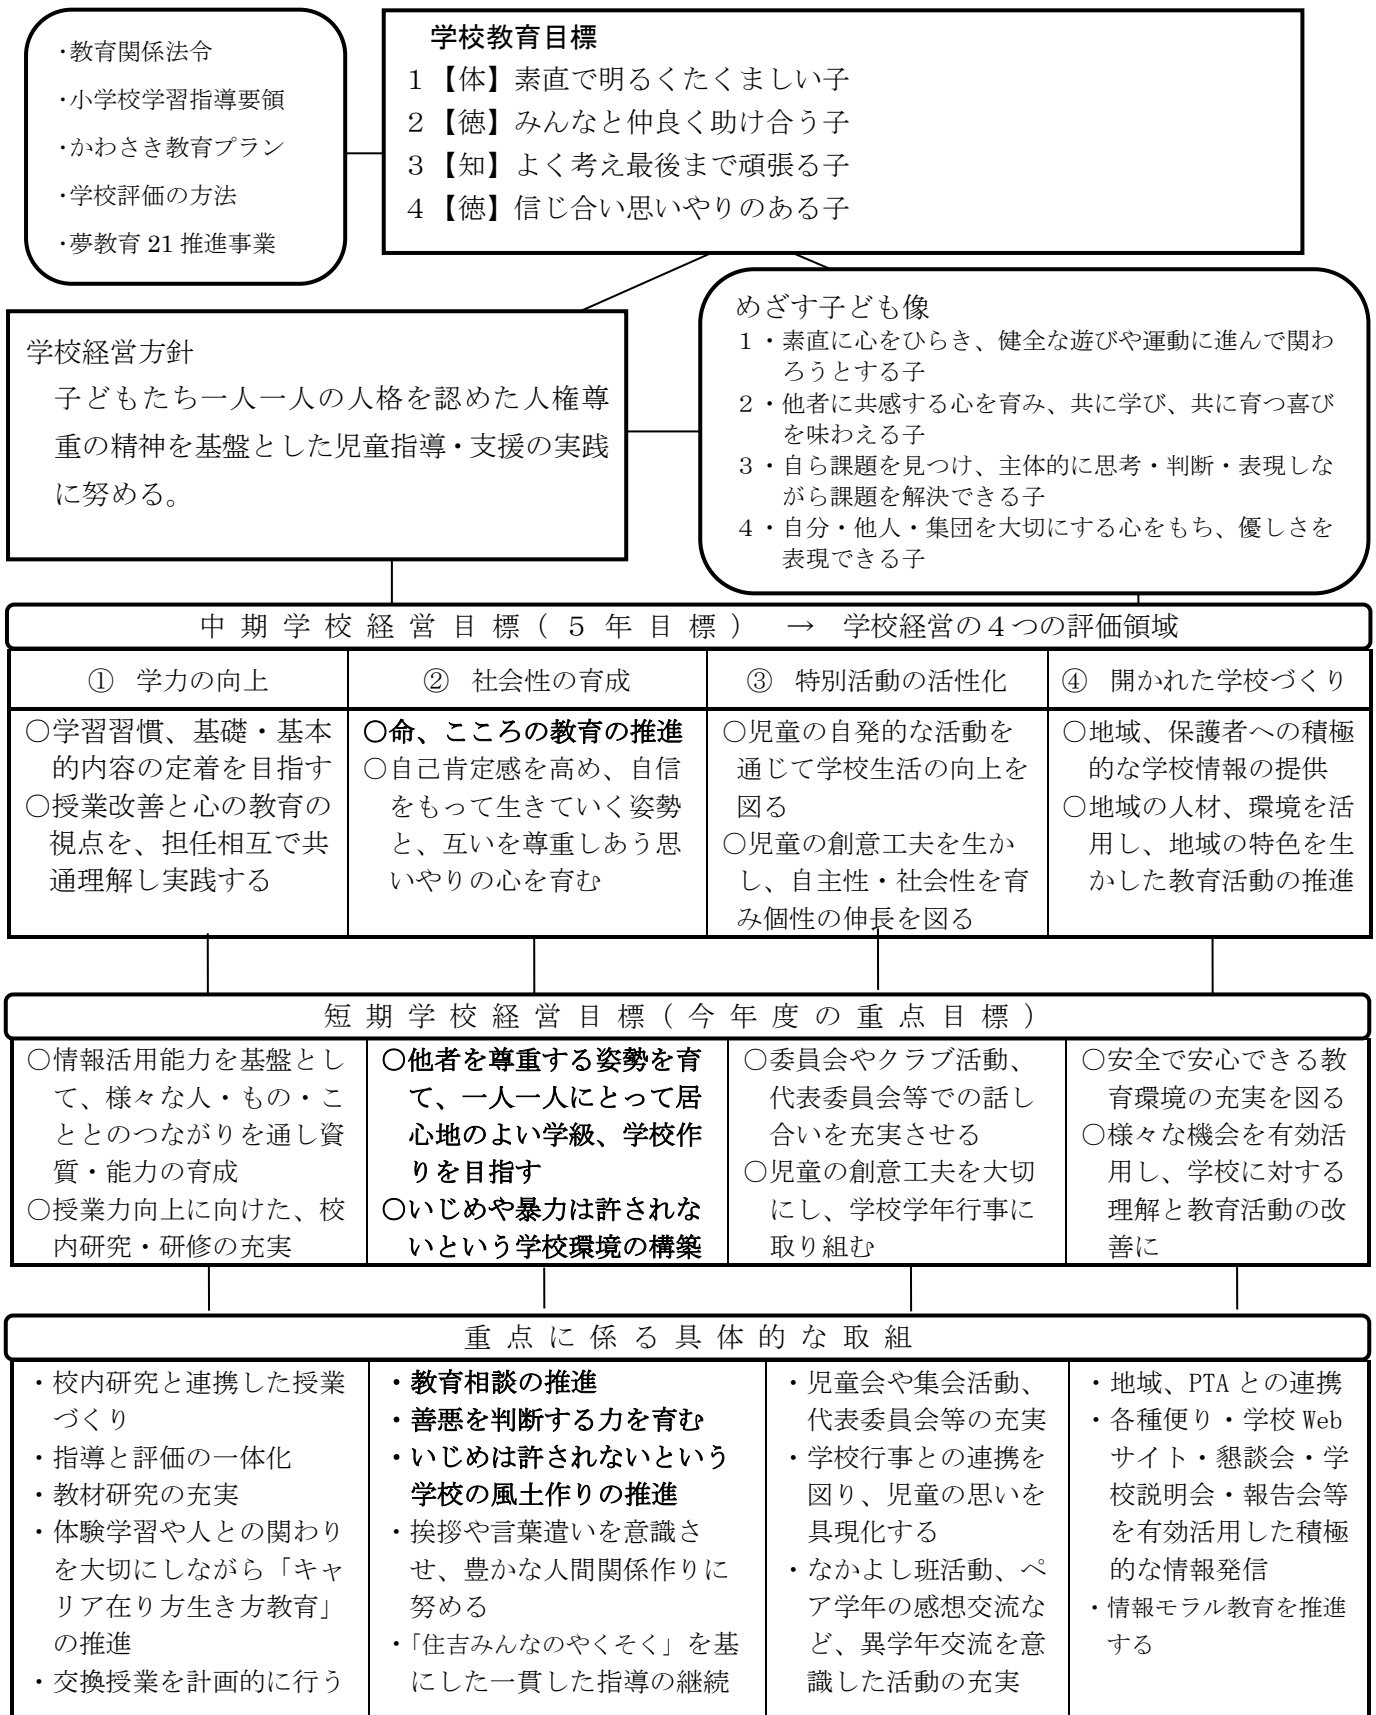 ・教育関係法令
・小学校学習指導要領
・かわさき教育プラン
・学校評価の方法
・夢教育 21 推進事業
学校教育目標
１【体】素直で明るくたくましい子
２【徳】みんなと仲良く助け合う子
３【知】よく考え最後まで頑張る子
４【徳】信じ合い思いやりのある子
学校経営方針
子どもたち一人一人の人格を認めた人権尊
重の精神を基盤とした児童指導・支援の実践
に努める。
めざす子ども像
１・素直に心をひらき、健全な遊びや運動に進んで関わ
ろうとする子
２・他者に共感する心を育み、共に学び、共に育つ喜び
を味わえる子
３・自ら課題を見つけ、主体的に思考・判断・表現しな
がら課題を解決できる子
４・自分・他人・集団を大切にする心をもち、優しさを
表現できる子
中期学校経営目標(５年目標) → 学校経営の４つの評価領域
① 学力の向上
〇学習習慣、基礎・基本
的内容の定着を目指す
〇授業改善と心の教育の
視点を、担任相互で共
通理解し実践する
② 社会性の育成
〇命、こころの教育の推進
〇自己肯定感を高め、自信
をもって生きていく姿勢
と、互いを尊重しあう思
いやりの心を育む
③ 特別活動の活性化
〇児童の自発的な活動を
通じて学校生活の向上を
図る
〇児童の創意工夫を生か
し、自主性・社会性を育
み個性の伸長を図る
④ 開かれた学校づくり
〇地域、保護者への積極
的な学校情報の提供
〇地域の人材、環境を活
用し、地域の特色を生
かした教育活動の推進
短期学校経営目標(今年度の重点目標)
〇情報活用能力を基盤とし
て、様々な人・もの・こ
ととのつながりを通し資
質・能力の育成
〇授業力向上に向けた、校
内研究・研修の充実
〇他者を尊重する姿勢を育
て、一人一人にとって居
心地のよい学級、学校作
りを目指す
〇いじめや暴力は許されな
いという学校環境の構築
〇委員会やクラブ活動、
代表委員会等での話し
合いを充実させる
〇児童の創意工夫を大切
にし、学校学年行事に
取り組む
〇安全で安心できる教
育環境の充実を図る
〇様々な機会を有効活
用し、学校に対する
理解と教育活動の改
善に
重点に係る具体的な取組
・校内研究と連携した授業
づくり
・指導と評価の一体化
・教材研究の充実
・体験学習や人との関わり
を大切にしながら「キャ
リア在り方生き方教育」
の推進
・交換授業を計画的に行う
・教育相談の推進
・善悪を判断する力を育む
・いじめは許されないという
学校の風土作りの推進
・挨拶や言葉遣いを意識さ
せ、豊かな人間関係作りに
努める
・「住吉みんなのやくそく」を基
にした一貫した指導の継続
・児童会や集会活動、
代表委員会等の充実
・学校行事との連携を
図り、児童の思いを
具現化する
・なかよし班活動、ペ
ア学年の感想交流な
ど、異学年交流を意
識した活動の充実
・地域、PTA との連携
・各種便り・学校 Web
サイト・懇談会・学
校説明会・報告会等
を有効活用した積極
的な情報発信
・情報モラル教育を推進
する